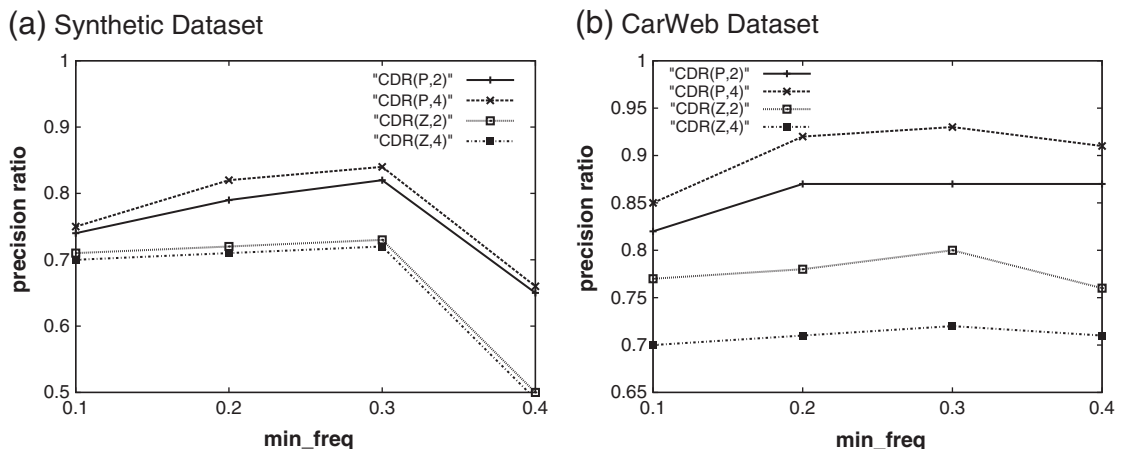 (a) Synthetic Dataset
1
0.9
0.8
0.7
0.6
0.5
precision ratio
"CDR(P,2)"
"CDR(P,4)"
"CDR(Z,2)"
"CDR(Z,4)"
0.1 0.2 0.3 0.4
min_freq
(b) CarWeb Dataset
1
0.95
0.9
0.85
0.8
0.75
0.7
0.65
precision ratio
"CDR(P,2)"
"CDR(P,4)"
"CDR(Z,2)"
"CDR(Z,4)"
0.1 0.2 0.3 0.4
min_freq